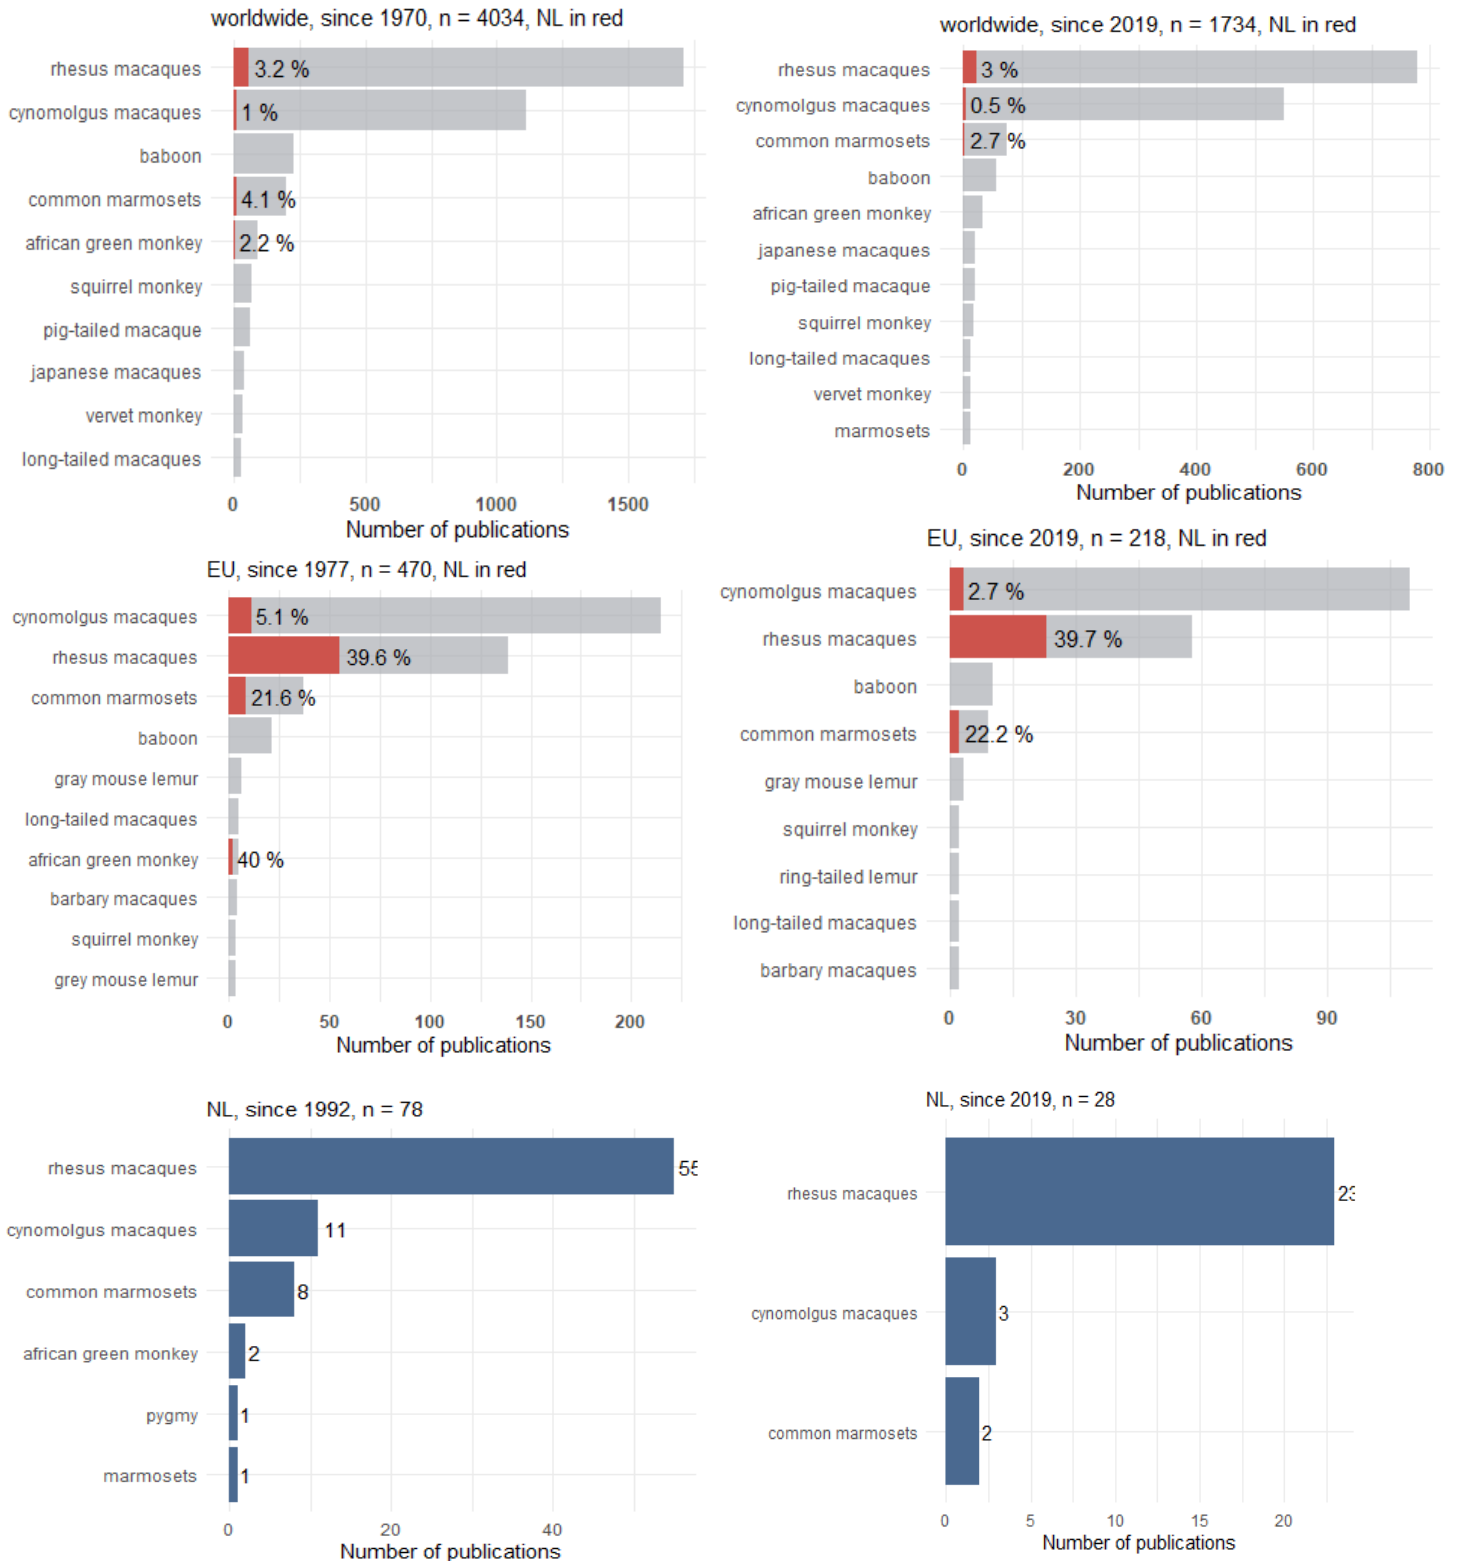 worldwide, since 1970, n = 4034, NL in red
rhesus macaques 3.2 %
cynomolgus macaques 1 %
baboon
common marmosets 4.1 %
african green monkey 2.2 %
squirrel monkey
pig-tailed macaque
japanese macaques
vervet monkey
long-tailed macaques
0 500 1000 1500
Number of publications
worldwide, since 2019, n = 1734, NL in red
rhesus macaques 3 %
cynomolgus macaques 0.5 %
common marmosets 2.7 %
baboon
african green monkey
japanese macaques
pig-tailed macaque
squirrel monkey
long-tailed macaques
vervet monkey
marmosets
0 200 400 600 800
Number of publications
EU, since 1977, n = 470, NL in red
cynomolgus macaques 5.1 %
rhesus macaques 39.6 %
common marmosets 21.6 %
baboon
gray mouse lemur
long-tailed macaques
african green monkey 40 %
barbary macaques
squirrel monkey
grey mouse lemur
0 50 100 150 200
Number of publications
EU, since 2019, n = 218, NL in red
cynomolgus macaques 2.7 %
rhesus macaques 39.7 %
baboon
common marmosets 22.2 %
gray mouse lemur
squirrel monkey
ring-tailed lemur
long-tailed macaques
barbary macaques
0 30 60 90
Number of publications
NL, since 1992, n = 78
rhesus macaques 55
cynomolgus macaques 11
common marmosets 8
african green monkey 2
pygmy 1
marmosets 1
0 20 40
Number of publications
NL, since 2019, n = 28
rhesus macaques 23
cynomolgus macaques 3
common marmosets 2
0 5 10 15 20
Number of publications